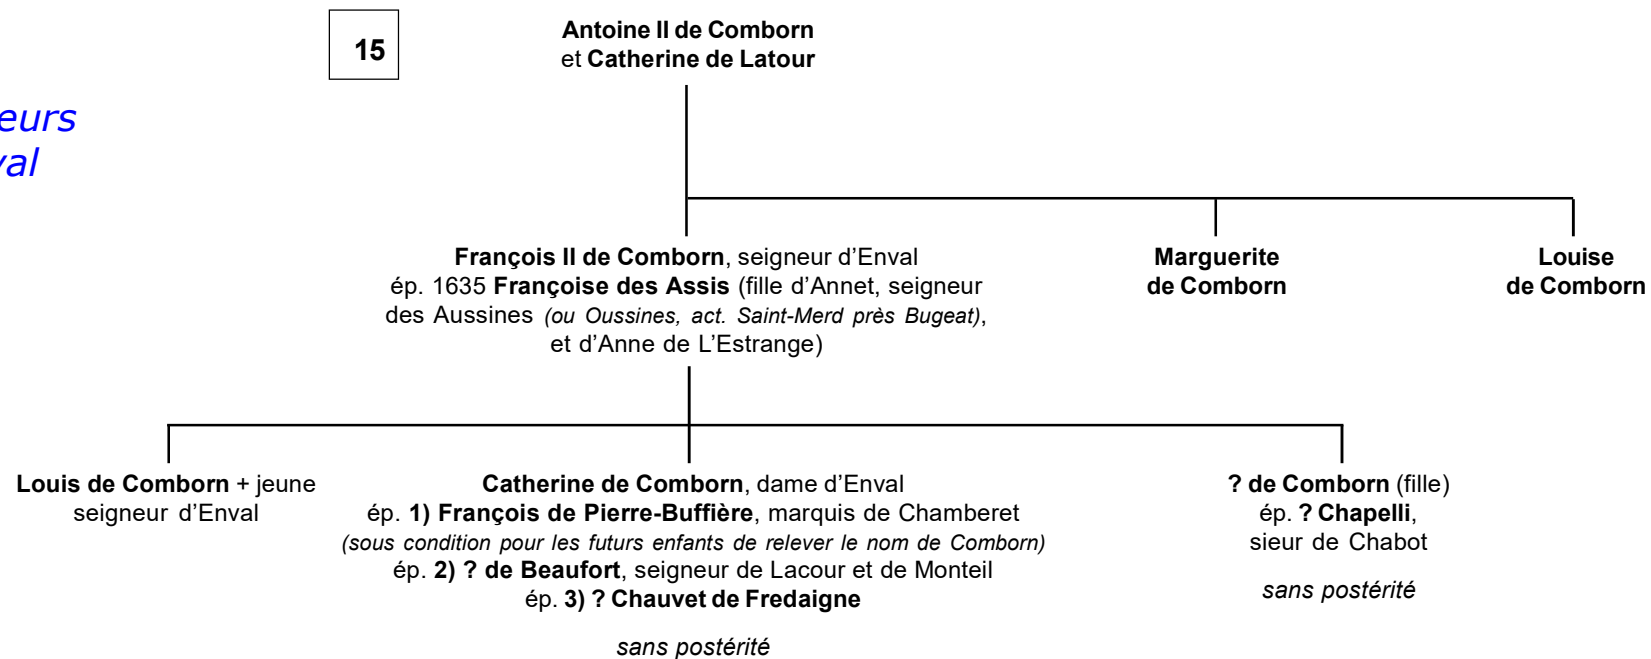 15
Antoine II de Comborn
et Catherine de Latour
eurs
val
François II de Comborn, seigneur d’Enval
ép. 1635 Françoise des Assis (fille d’Annet, seigneur
des Aussines (ou Oussines, act. Saint-Merd près Bugeat),
et d’Anne de L’Estrange)
Marguerite
de Comborn
Louise
de Comborn
Louis de Comborn + jeune
seigneur d’Enval
Catherine de Comborn, dame d’Enval
ép. 1) François de Pierre-Buffière, marquis de Chamberet
(sous condition pour les futurs enfants de relever le nom de Comborn)
ép. 2) ? de Beaufort, seigneur de Lacour et de Monteil
ép. 3) ? Chauvet de Fredaigne
sans postérité
? de Comborn (fille)
ép. ? Chapelli,
sieur de Chabot
sans postérité